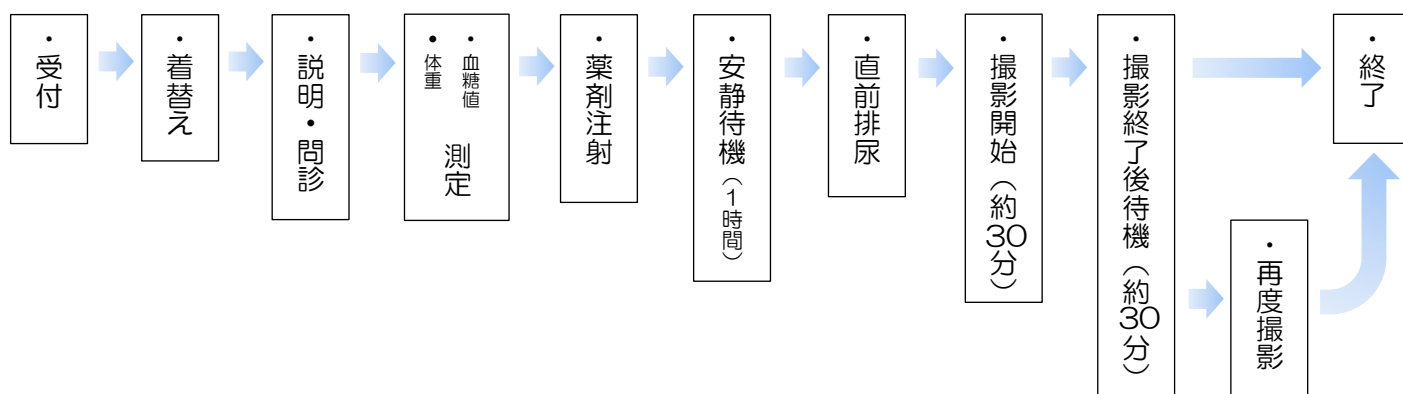 ・受付
・着替え
・説明・問診
・血糖値
・体重
測定
・薬剤注射
・安静待機（1時間）
・直前排尿
・撮影開始（約30分）
・撮影終了後待機（約30分）
・再度撮影
・終了